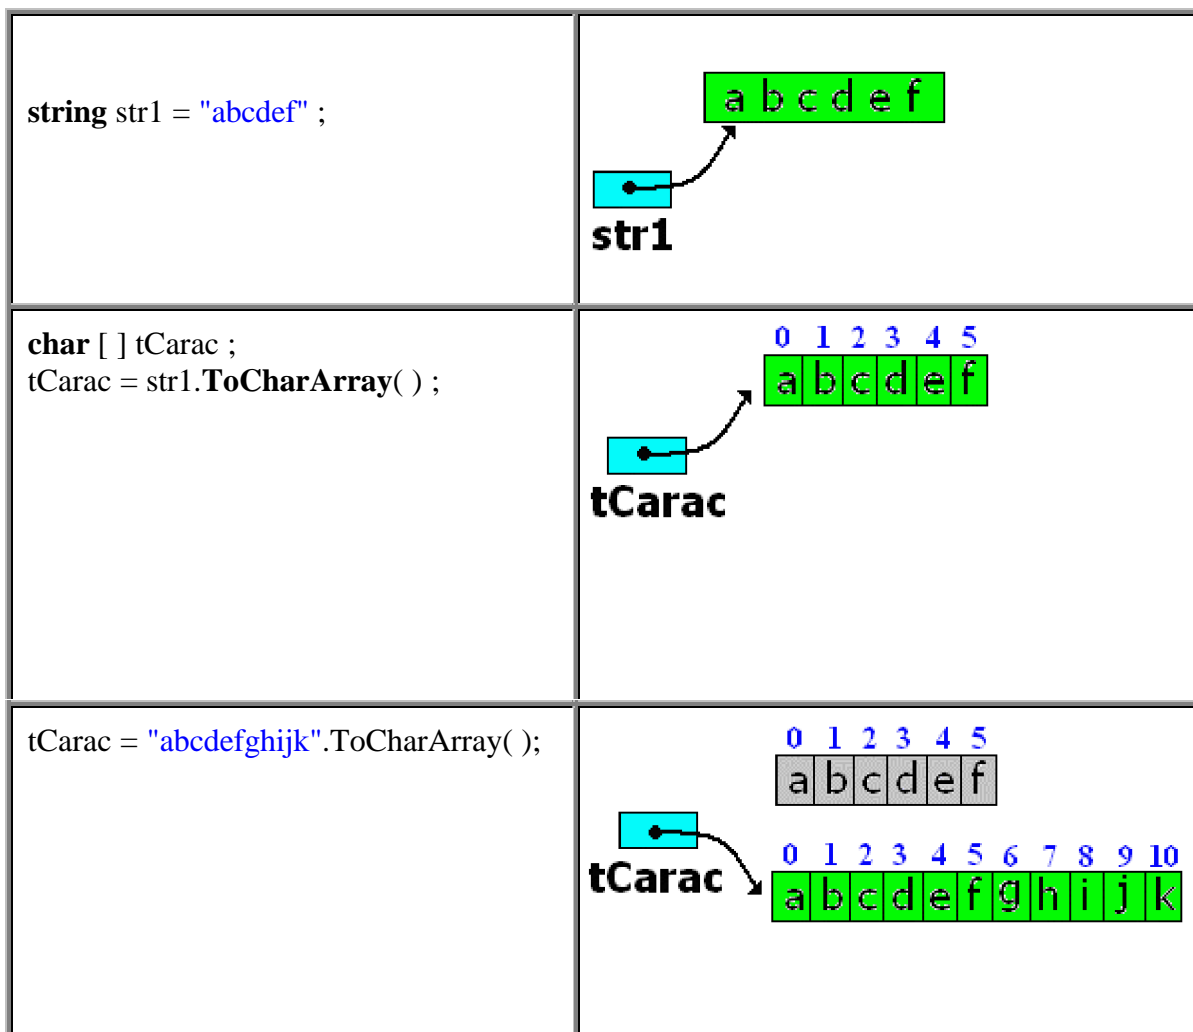 string str1 = "abcdef" ;
a b c d e f
str1
char [ ] tCarac ;
tCarac = str1.ToCharArray( ) ;
0 1 2 3 4 5
a b c d e f
tCarac
tCarac = "abcdefghijk".ToCharArray( );
0 1 2 3 4 5
a b c d e f
tCarac
0 1 2 3 4 5 6 7 8 9 10
a b c d e f g h i j k